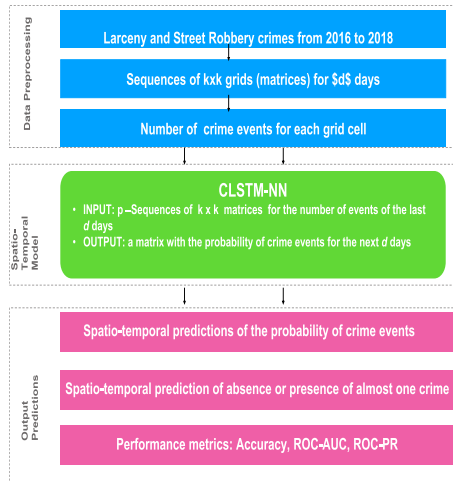 Data Preprocessing
Larceny and Street Robbery crimes from 2016 to 2018
Sequences of kxk grids (matrices) for $d$ days
Number of crime events for each grid cell
Spatio-
Temporal
Model
CLSTM-NN
• INPUT: p –Sequences of k x k matrices for the number of events of the last
d days
• OUTPUT: a matrix with the probability of crime events for the next d days
Output
Predictions
Spatio-temporal predictions of the probability of crime events
Spatio-temporal prediction of absence or presence of almost one crime
Performance metrics: Accuracy, ROC-AUC, ROC-PR